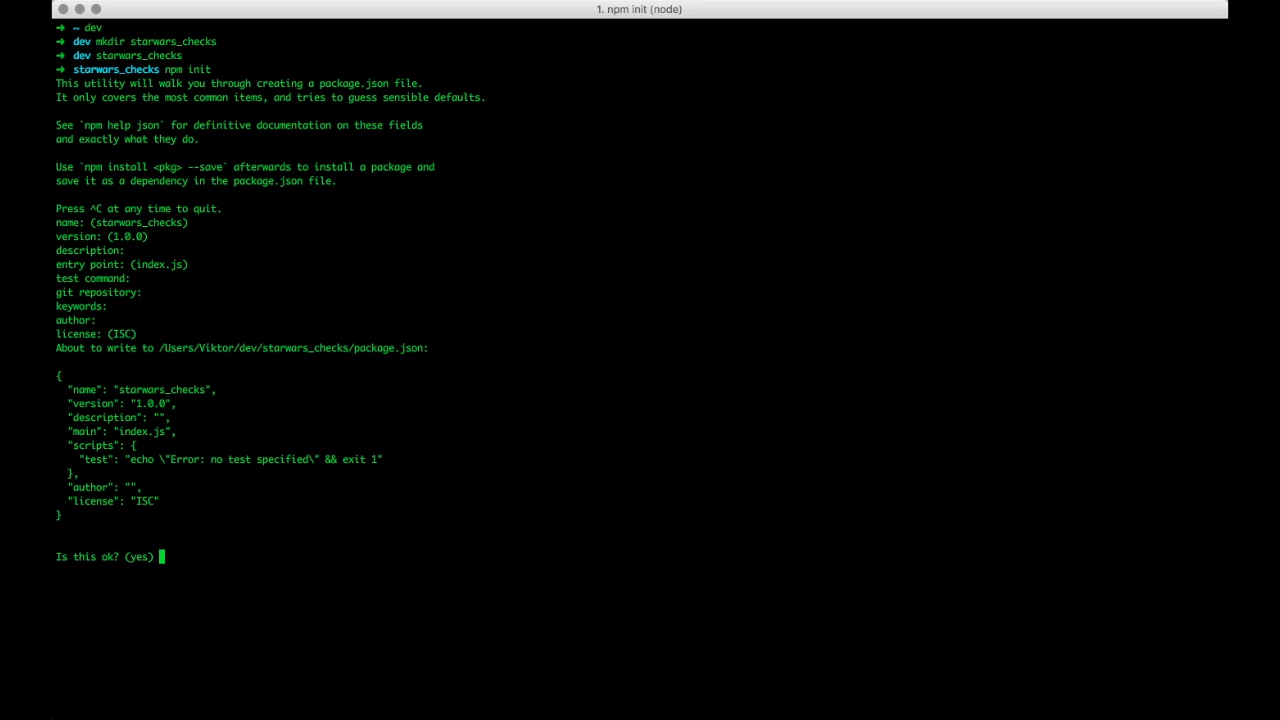 1. npm init (node)
➜ ~ dev
➜ dev mkdir starwars_checks
➜ dev starwars_checks
➜ starwars_checks npm init
This utility will walk you through creating a package.json file.
It only covers the most common items, and tries to guess sensible defaults.
See `npm help json` for definitive documentation on these fields
and exactly what they do.
Use `npm install <pkg> --save` afterwards to install a package and
save it as a dependency in the package.json file.
Press ^C at any time to quit.
name: (starwars_checks)
version: (1.0.0)
description:
entry point: (index.js)
test command:
git repository:
keywords:
author:
license: (ISC)
About to write to /Users/Viktor/dev/starwars_checks/package.json:
{
  "name": "starwars_checks",
  "version": "1.0.0",
  "description": "",
  "main": "index.js",
  "scripts": {
    "test": "echo \"Error: no test specified\" && exit 1"
  },
  "author": "",
  "license": "ISC"
}
Is this ok? (yes)